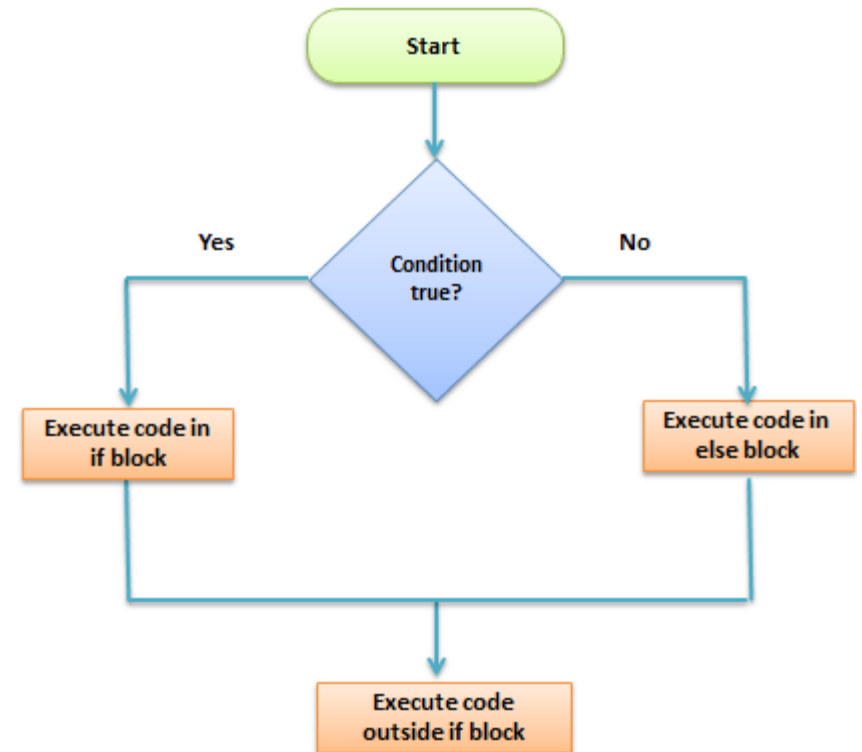 Start
Yes
No
Condition
true?
Execute code in
if block
Execute code in
else block
Execute code
outside if block